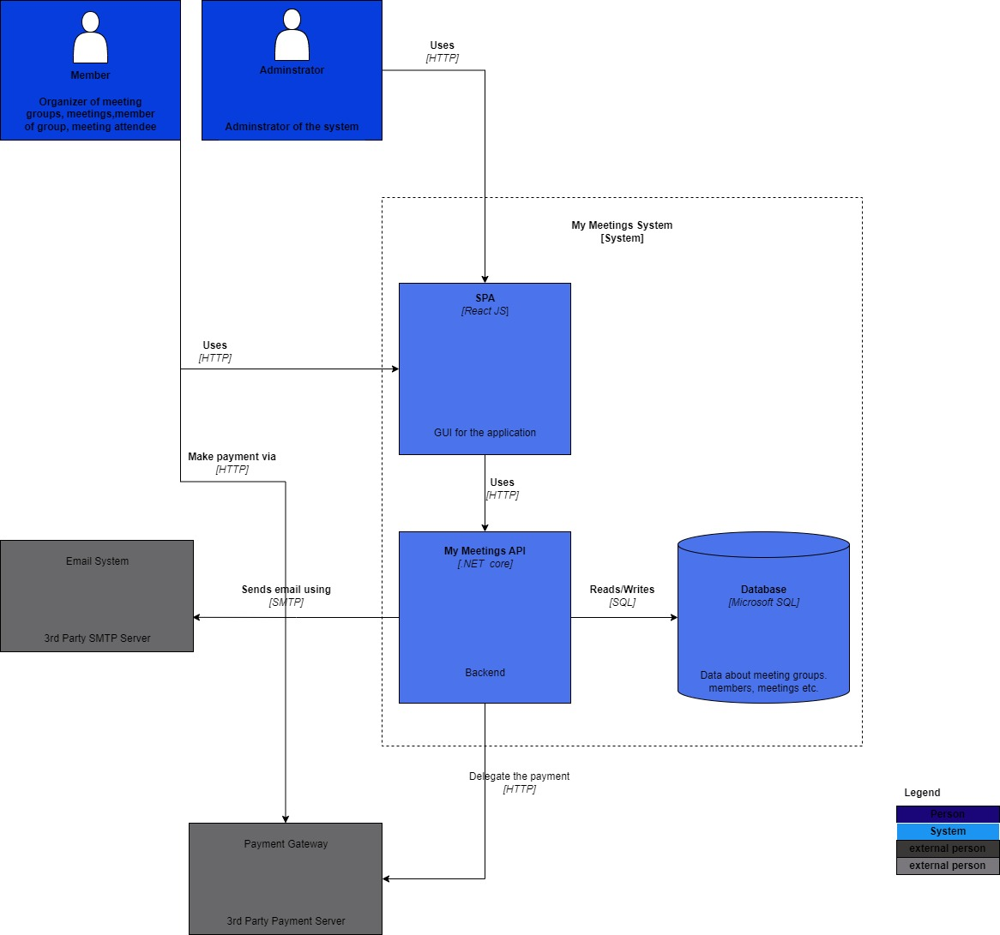 Member
Organizer of meeting
groups, meetings,member
of group, meeting attendee
Adminstrator
Adminstrator of the system
Uses
[HTTP]
My Meetings System
[System]
SPA
[React JS]
GUI for the application
Uses
[HTTP]
Make payment via
[HTTP]
Uses
[HTTP]
Email System
3rd Party SMTP Server
Sends email using
[SMTP]
My Meetings API
[.NET  core]
Backend
Reads/Writes
[SQL]
Database
[Microsoft SQL]
Data about meeting groups.
members, meetings etc.
Delegate the payment
[HTTP]
Payment Gateway
3rd Party Payment Server
Legend
Person
System
external person
external person